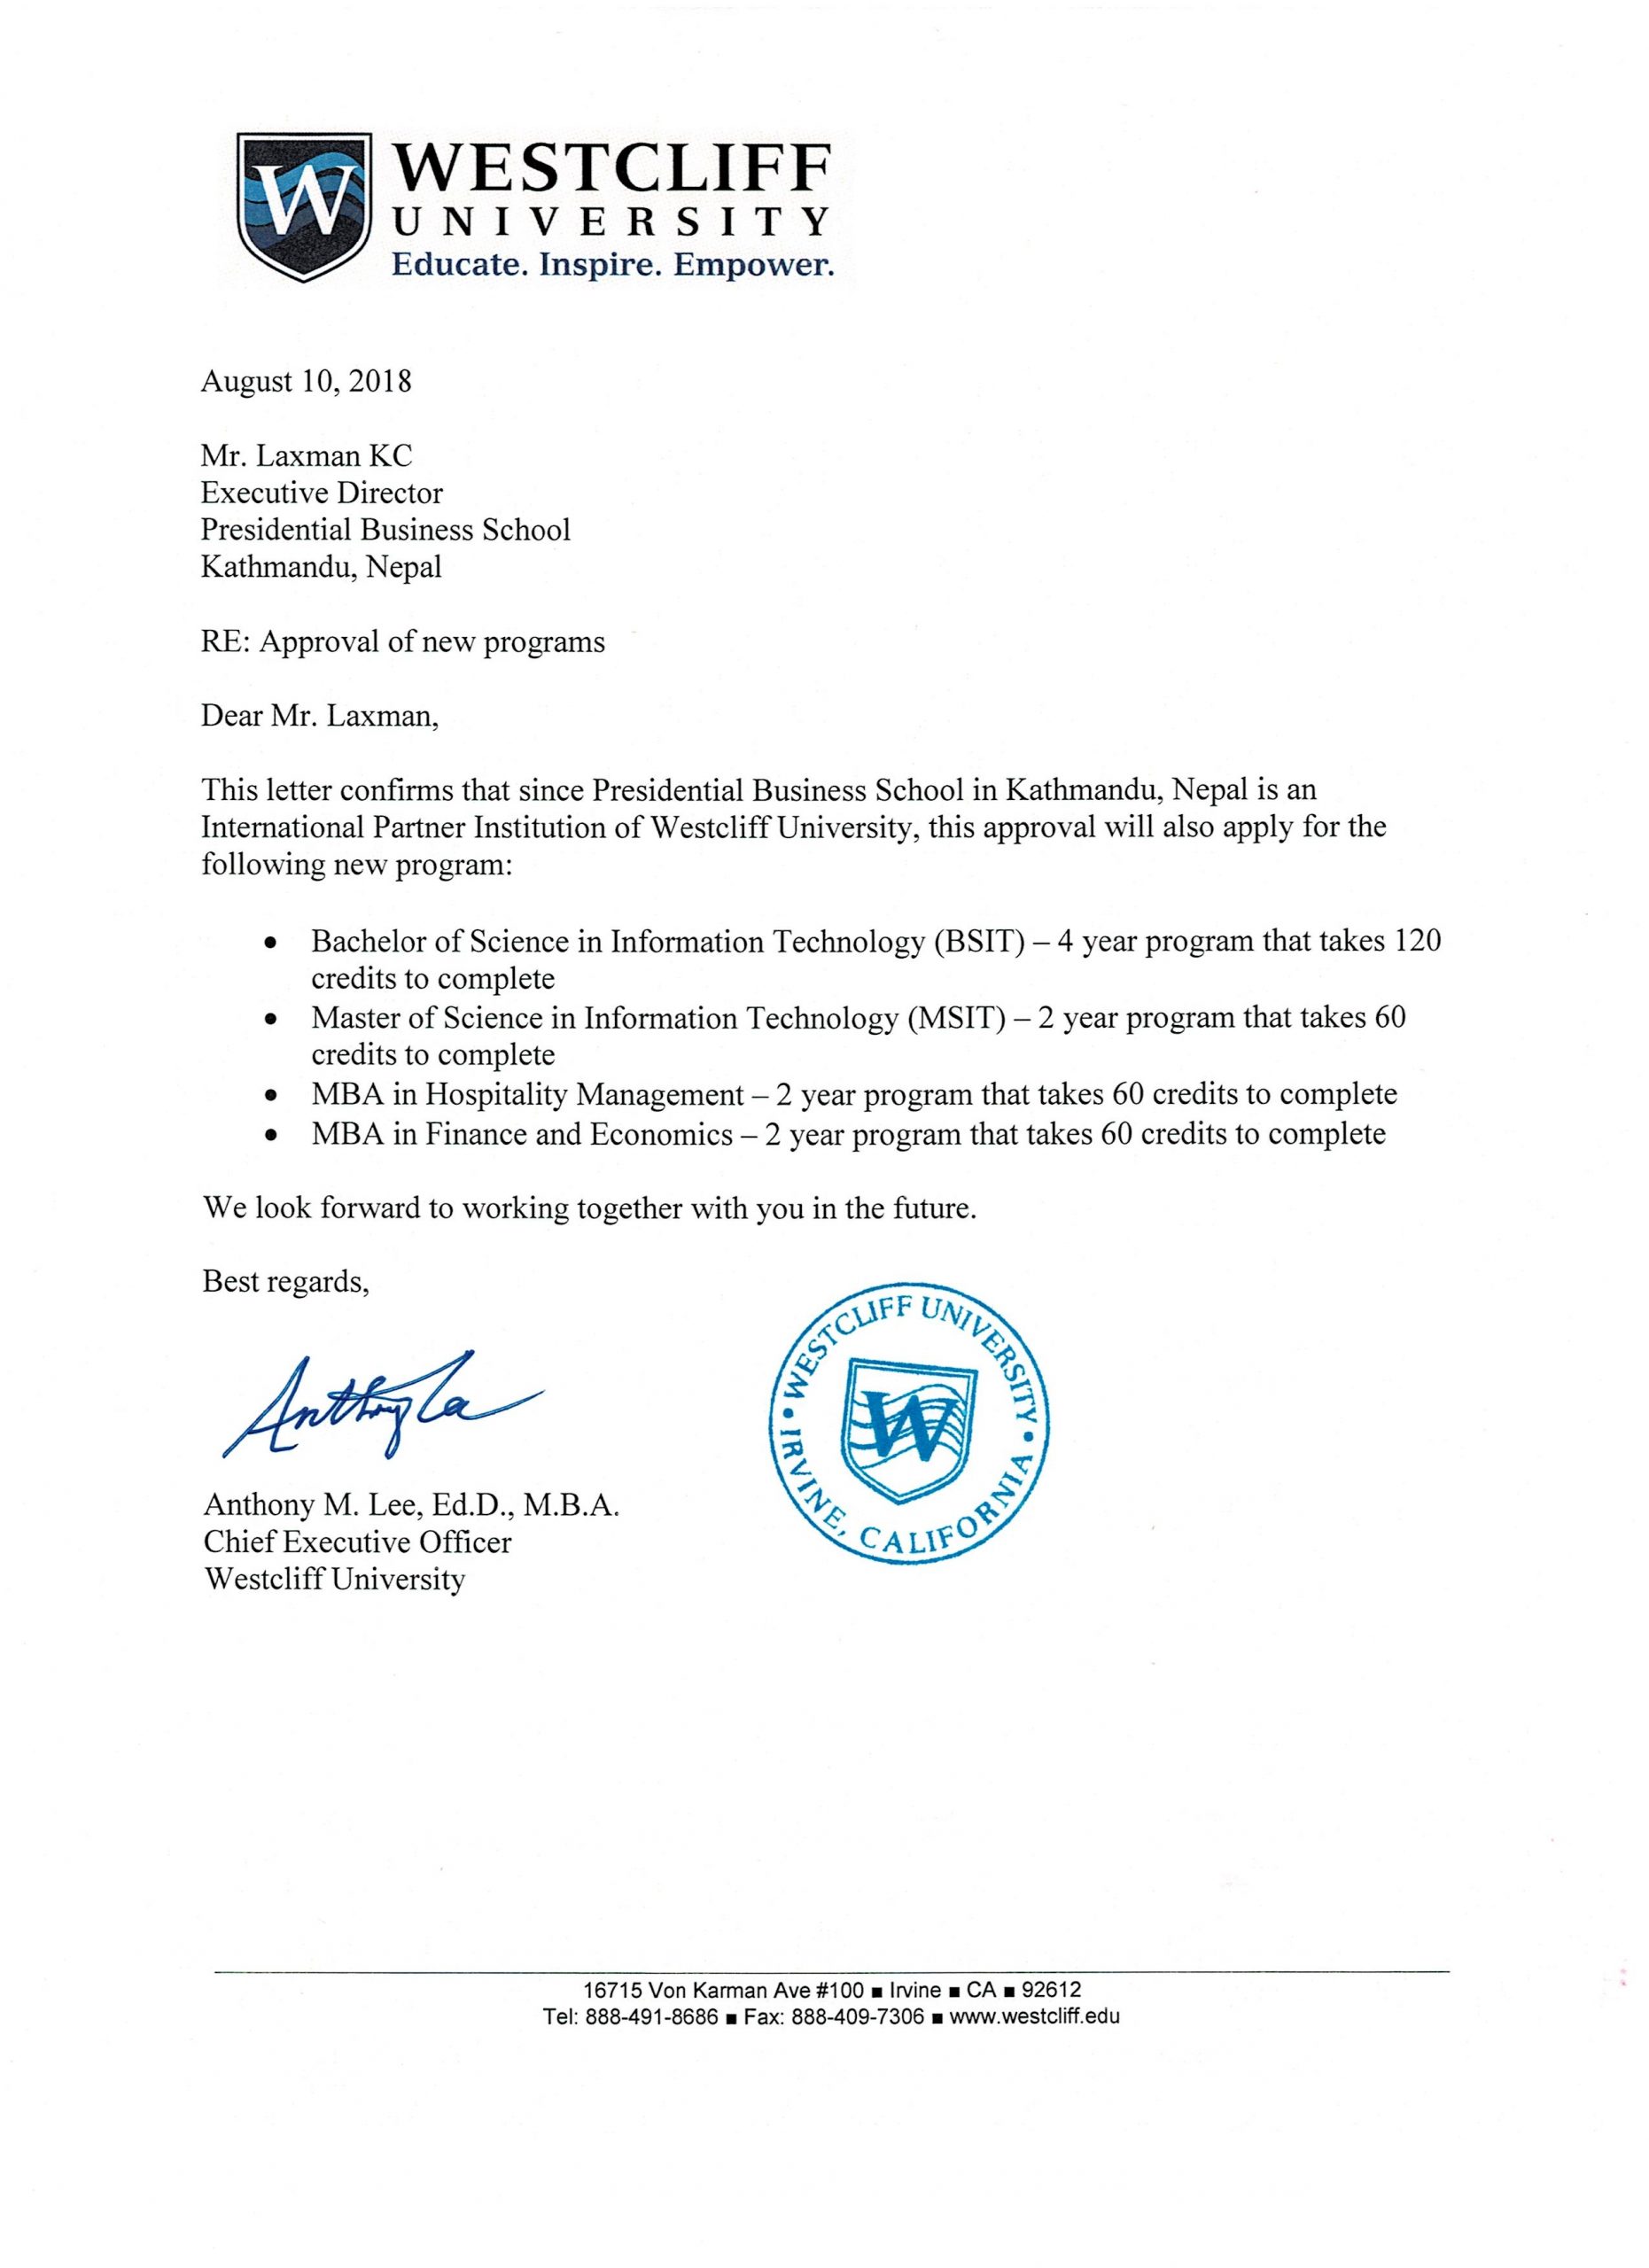 W
WESTCLIFF
UNIVERSITY
Educate. Inspire. Empower.
August 10, 2018
Mr. Laxman KC
Executive Director
Presidential Business School
Kathmandu, Nepal
RE: Approval of new programs
Dear Mr. Laxman,
This letter confirms that since Presidential Business School in Kathmandu, Nepal is an
International Partner Institution of Westcliff University, this approval will also apply for the
following new program:
• Bachelor of Science in Information Technology (BSIT) – 4 year program that takes 120
credits to complete
• Master of Science in Information Technology (MSIT) – 2 year program that takes 60
credits to complete
• MBA in Hospitality Management – 2 year program that takes 60 credits to complete
• MBA in Finance and Economics – 2 year program that takes 60 credits to complete
We look forward to working together with you in the future.
Best regards,
WESTCLIFF UNIVERSITY
W
• IRVINE, CALIFORNIA •
Anthony M. Lee, Ed.D., M.B.A.
Chief Executive Officer
Westcliff University
16715 Von Karman Ave #100 ■ Irvine ■ CA ■ 92612
Tel: 888-491-8686 ■ Fax: 888-409-7306 ■ www.westcliff.edu